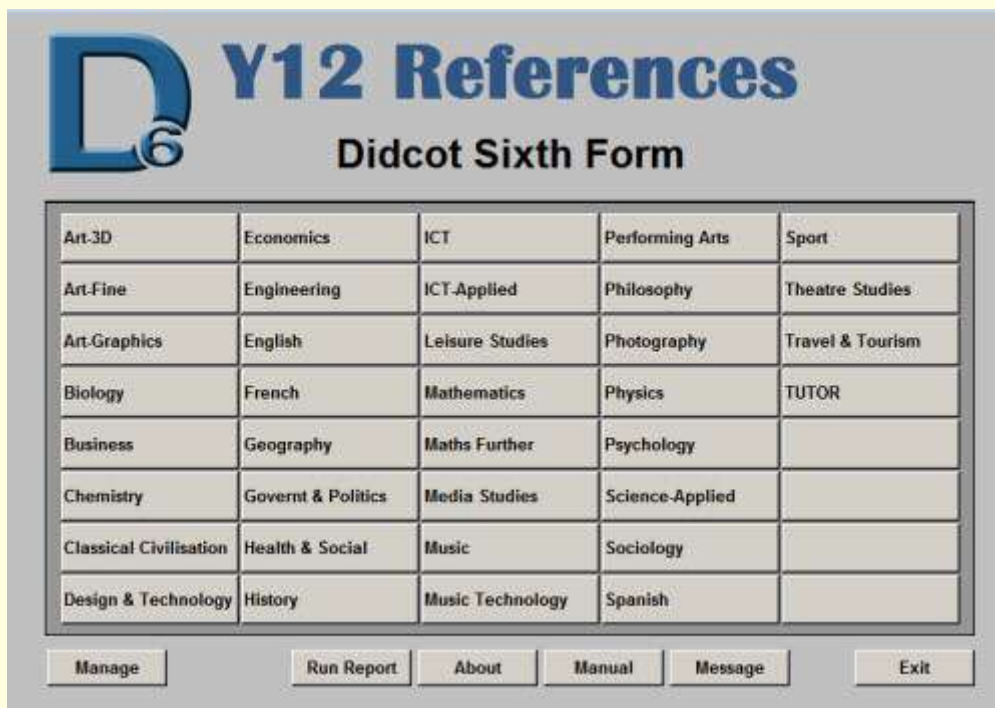 D6
Y12 References
Didcot Sixth Form
Art-3D Economics ICT Performing Arts Sport
Art-Fine Engineering ICT-Applied Philosophy Theatre Studies
Art-Graphics English Leisure Studies Photography Travel & Tourism
Biology French Mathematics Physics TUTOR
Business Geography Maths Further Psychology
Chemistry Governt & Politics Media Studies Science-Applied
Classical Civilisation Health & Social Music Sociology
Design & Technology History Music Technology Spanish
Manage Run Report About Manual Message Exit